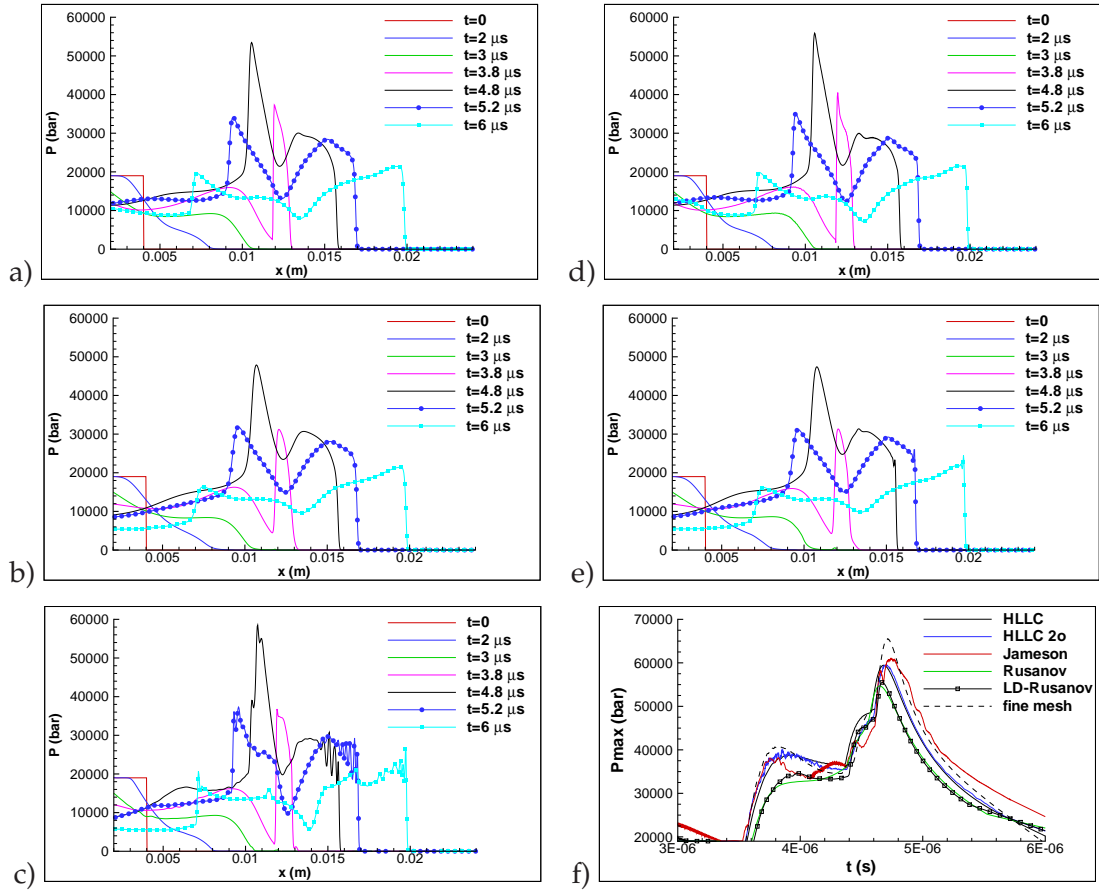 60000
50000
40000
30000
20000
10000
0
P (bar)
0.005
0.01
0.015
0.02
x (m)
t=0
t=2 μs
t=3 μs
t=3.8 μs
t=4.8 μs
t=5.2 μs
t=6 μs
a)
60000
50000
40000
30000
20000
10000
0
P (bar)
0.005
0.01
0.015
0.02
x (m)
t=0
t=2 μs
t=3 μs
t=3.8 μs
t=4.8 μs
t=5.2 μs
t=6 μs
d)
60000
50000
40000
30000
20000
10000
0
P (bar)
0.005
0.01
0.015
0.02
x (m)
t=0
t=2 μs
t=3 μs
t=3.8 μs
t=4.8 μs
t=5.2 μs
t=6 μs
b)
60000
50000
40000
30000
20000
10000
0
P (bar)
0.005
0.01
0.015
0.02
x (m)
t=0
t=2 μs
t=3 μs
t=3.8 μs
t=4.8 μs
t=5.2 μs
t=6 μs
e)
60000
50000
40000
30000
20000
10000
0
P (bar)
0.005
0.01
0.015
0.02
x (m)
t=0
t=2 μs
t=3 μs
t=3.8 μs
t=4.8 μs
t=5.2 μs
t=6 μs
c)
70000
60000
50000
40000
30000
20000
Pmax (bar)
3E-06
4E-06
5E-06
6E-06
t (s)
HLLC
HLLC 2o
Jameson
Rusanov
LD-Rusanov
fine mesh
f)